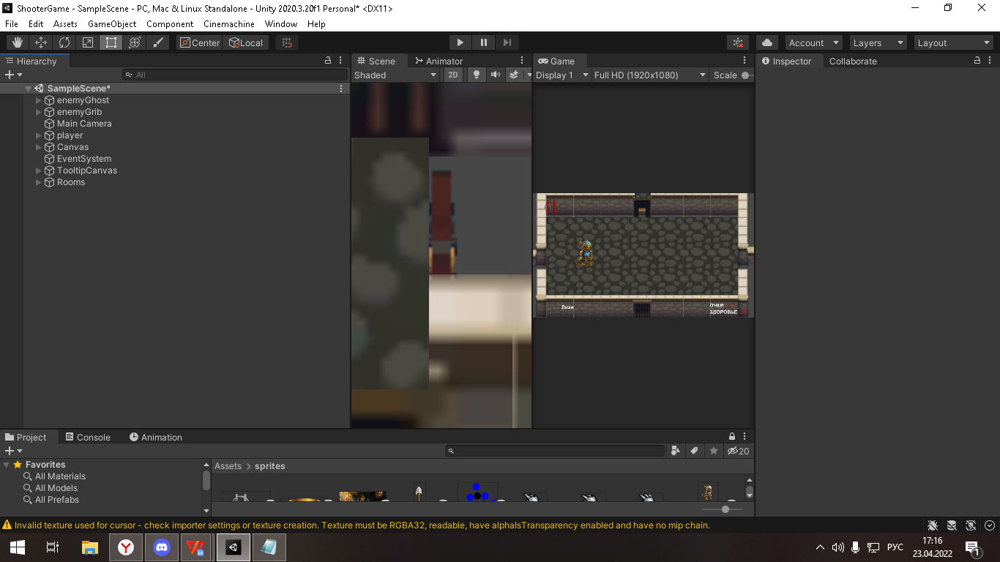 ShooterGame - SampleScene - PC, Mac & Linux Standalone - Unity 2020.3.20f1 Personal* <DX11>
File Edit Assets GameObject Component Cinemachine Window Help
Center Local Account Layers Layout
Hierarchy
All
SampleScene*
enemyGhost
enemyGrib
Main Camera
player
Canvas
EventSystem
TooltipCanvas
Rooms
Scene Animator
Shaded 2D
Game
Display 1 Full HD (1920x1080) Scale
ОЧКИ
ЗДОРОВЬЕ
Inspector Collaborate
Project Console Animation
20
Favorites
All Materials
All Models
All Prefabs
Assets > sprites
Invalid texture used for cursor - check importer settings or texture creation. Texture must be RGBA32, readable, have alphaIsTransparency enabled and have no mip chain.
РУС
17:16
23.04.2022
1